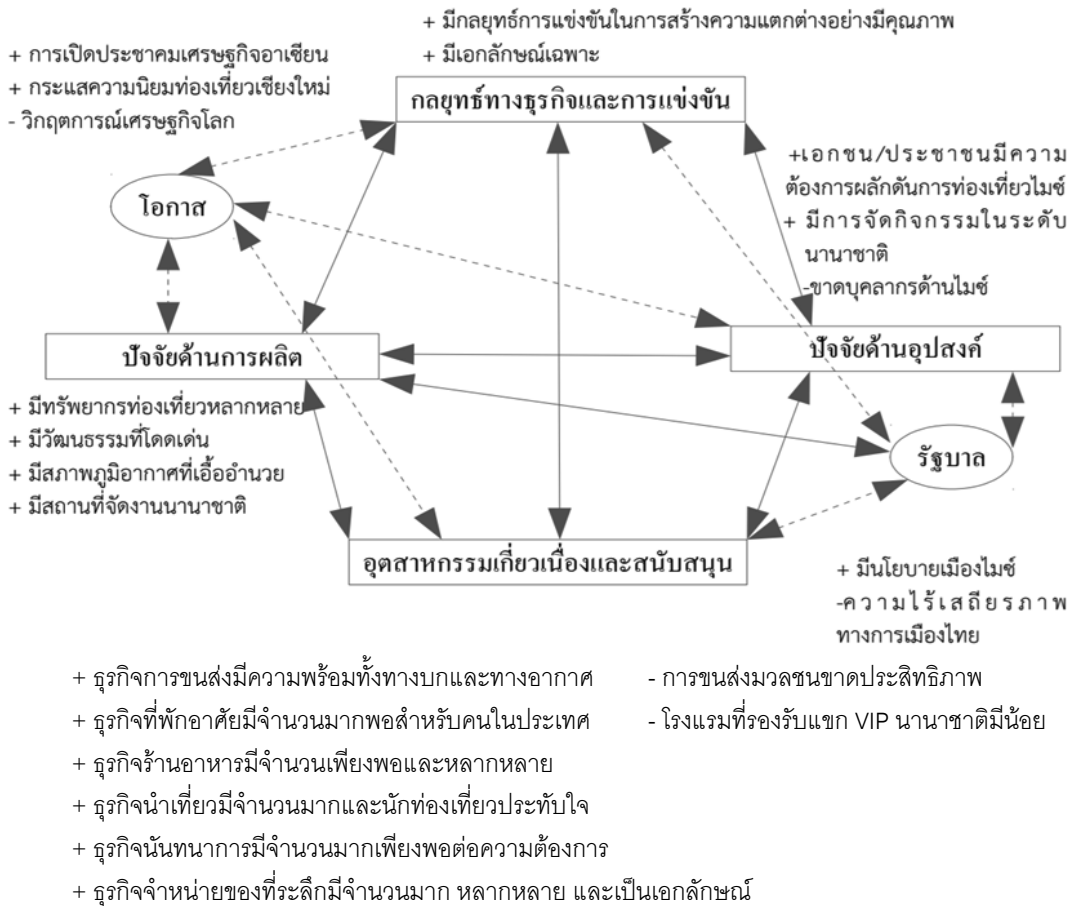 + มีกลยุทธ์การแข่งขันในการสร้างความแตกต่างอย่างมีคุณภาพ
+ มีเอกลักษณ์เฉพาะ
+ การเปิดประชาคมเศรษฐกิจอาเซียน
+ กระแสความนิยมท่องเที่ยวเชียงใหม่
- วิกฤตการณ์เศรษฐกิจโลก
กลยุทธ์ทางธุรกิจและการแข่งขัน
+เอกชน/ประชาชนมีความ
ต้องการผลักดันการท่องเที่ยวไมซ์
+ มีการจัดกิจกรรมในระดับ
นานาชาติ
-ขาดบุคลากรด้านไมซ์
โอกาส
ปัจจัยด้านการผลิต
ปัจจัยด้านอุปสงค์
+ มีทรัพยากรท่องเที่ยวหลากหลาย
+ มีวัฒนธรรมที่โดดเด่น
+ มีสภาพภูมิอากาศที่เอื้ออำนวย
+ มีสถานที่จัดงานนานาชาติ
รัฐบาล
อุตสาหกรรมเกี่ยวเนื่องและสนับสนุน
+ มีนโยบายเมืองไมซ์
-ความไร้เสถียรภาพ
ทางการเมืองไทย
+ ธุรกิจการขนส่งมีความพร้อมทั้งทางบกและทางอากาศ - การขนส่งมวลชนขาดประสิทธิภาพ
+ ธุรกิจที่พักอาศัยมีจำนวนมากพอสำหรับคนในประเทศ - โรงแรมที่รองรับแขก VIP นานาชาติมีน้อย
+ ธุรกิจร้านอาหารมีจำนวนเพียงพอและหลากหลาย
+ ธุรกิจนำเที่ยวมีจำนวนมากและนักท่องเที่ยวประทับใจ
+ ธุรกิจนันทนาการมีจำนวนมากเพียงพอต่อความต้องการ
+ ธุรกิจจำหน่ายของที่ระลึกมีจำนวนมาก หลากหลาย และเป็นเอกลักษณ์